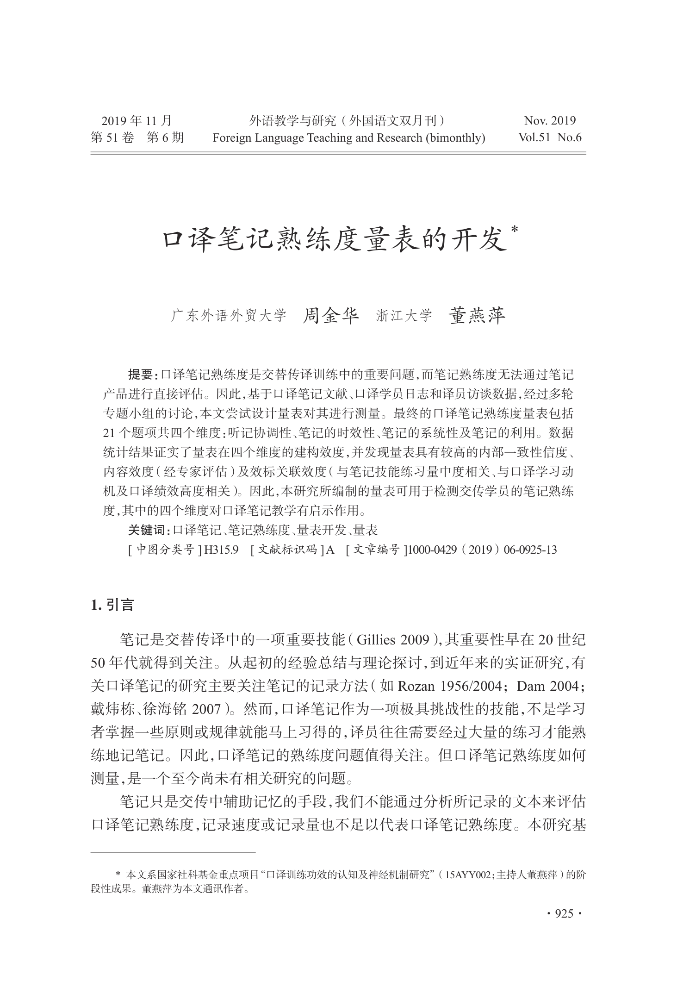 2019 年 11 月 外语教学与研究（外国语文双月刊） Nov. 2019
第 51 卷 第 6 期 Foreign Language Teaching and Research (bimonthly) Vol.51 No.6
口译笔记熟练度量表的开发*
广东外语外贸大学 周金华 浙江大学 董燕萍
提要:口译笔记熟练度是交替传译训练中的重要问题,而笔记熟练度无法通过笔记
产品进行直接评估。因此,基于口译笔记文献、口译学员日志和译员访谈数据,经过多轮
专题小组的讨论,本文尝试设计量表对其进行测量。最终的口译笔记熟练度量表包括
21 个题项共四个维度:听记协调性、笔记的时效性、笔记的系统性及笔记的利用。数据
统计结果证实了量表在四个维度的建构效度,并发现量表具有较高的内部一致性信度、
内容效度(经专家评估)及效标关联效度(与笔记技能练习量中度相关、与口译学习动
机及口译绩效高度相关)。因此,本研究所编制的量表可用于检测交传学员的笔记熟练
度,其中的四个维度对口译笔记教学有启示作用。
关键词:口译笔记、笔记熟练度、量表开发、量表
[中图分类号]H315.9 [文献标识码]A [文章编号]1000-0429（2019）06-0925-13
1. 引言
笔记是交替传译中的一项重要技能(Gillies 2009),其重要性早在 20 世纪
50 年代就得到关注。从起初的经验总结与理论探讨,到近年来的实证研究,有
关口译笔记的研究主要关注笔记的记录方法(如 Rozan 1956/2004; Dam 2004;
戴炜栋、徐海铭 2007)。然而,口译笔记作为一项极具挑战性的技能,不是学习
者掌握一些原则或规律就能马上习得的,译员往往需要经过大量的练习才能熟
练地记笔记。因此,口译笔记的熟练度问题值得关注。但口译笔记熟练度如何
测量,是一个至今尚未有相关研究的问题。
笔记只是交传中辅助记忆的手段,我们不能通过分析所记录的文本来评估
口译笔记熟练度,记录速度或记录量也不足以代表口译笔记熟练度。本研究基
* 本文系国家社科基金重点项目“口译训练功效的认知及神经机制研究”(15AYY002;主持人董燕萍)的阶
段性成果。董燕萍为本文通讯作者。
·925·